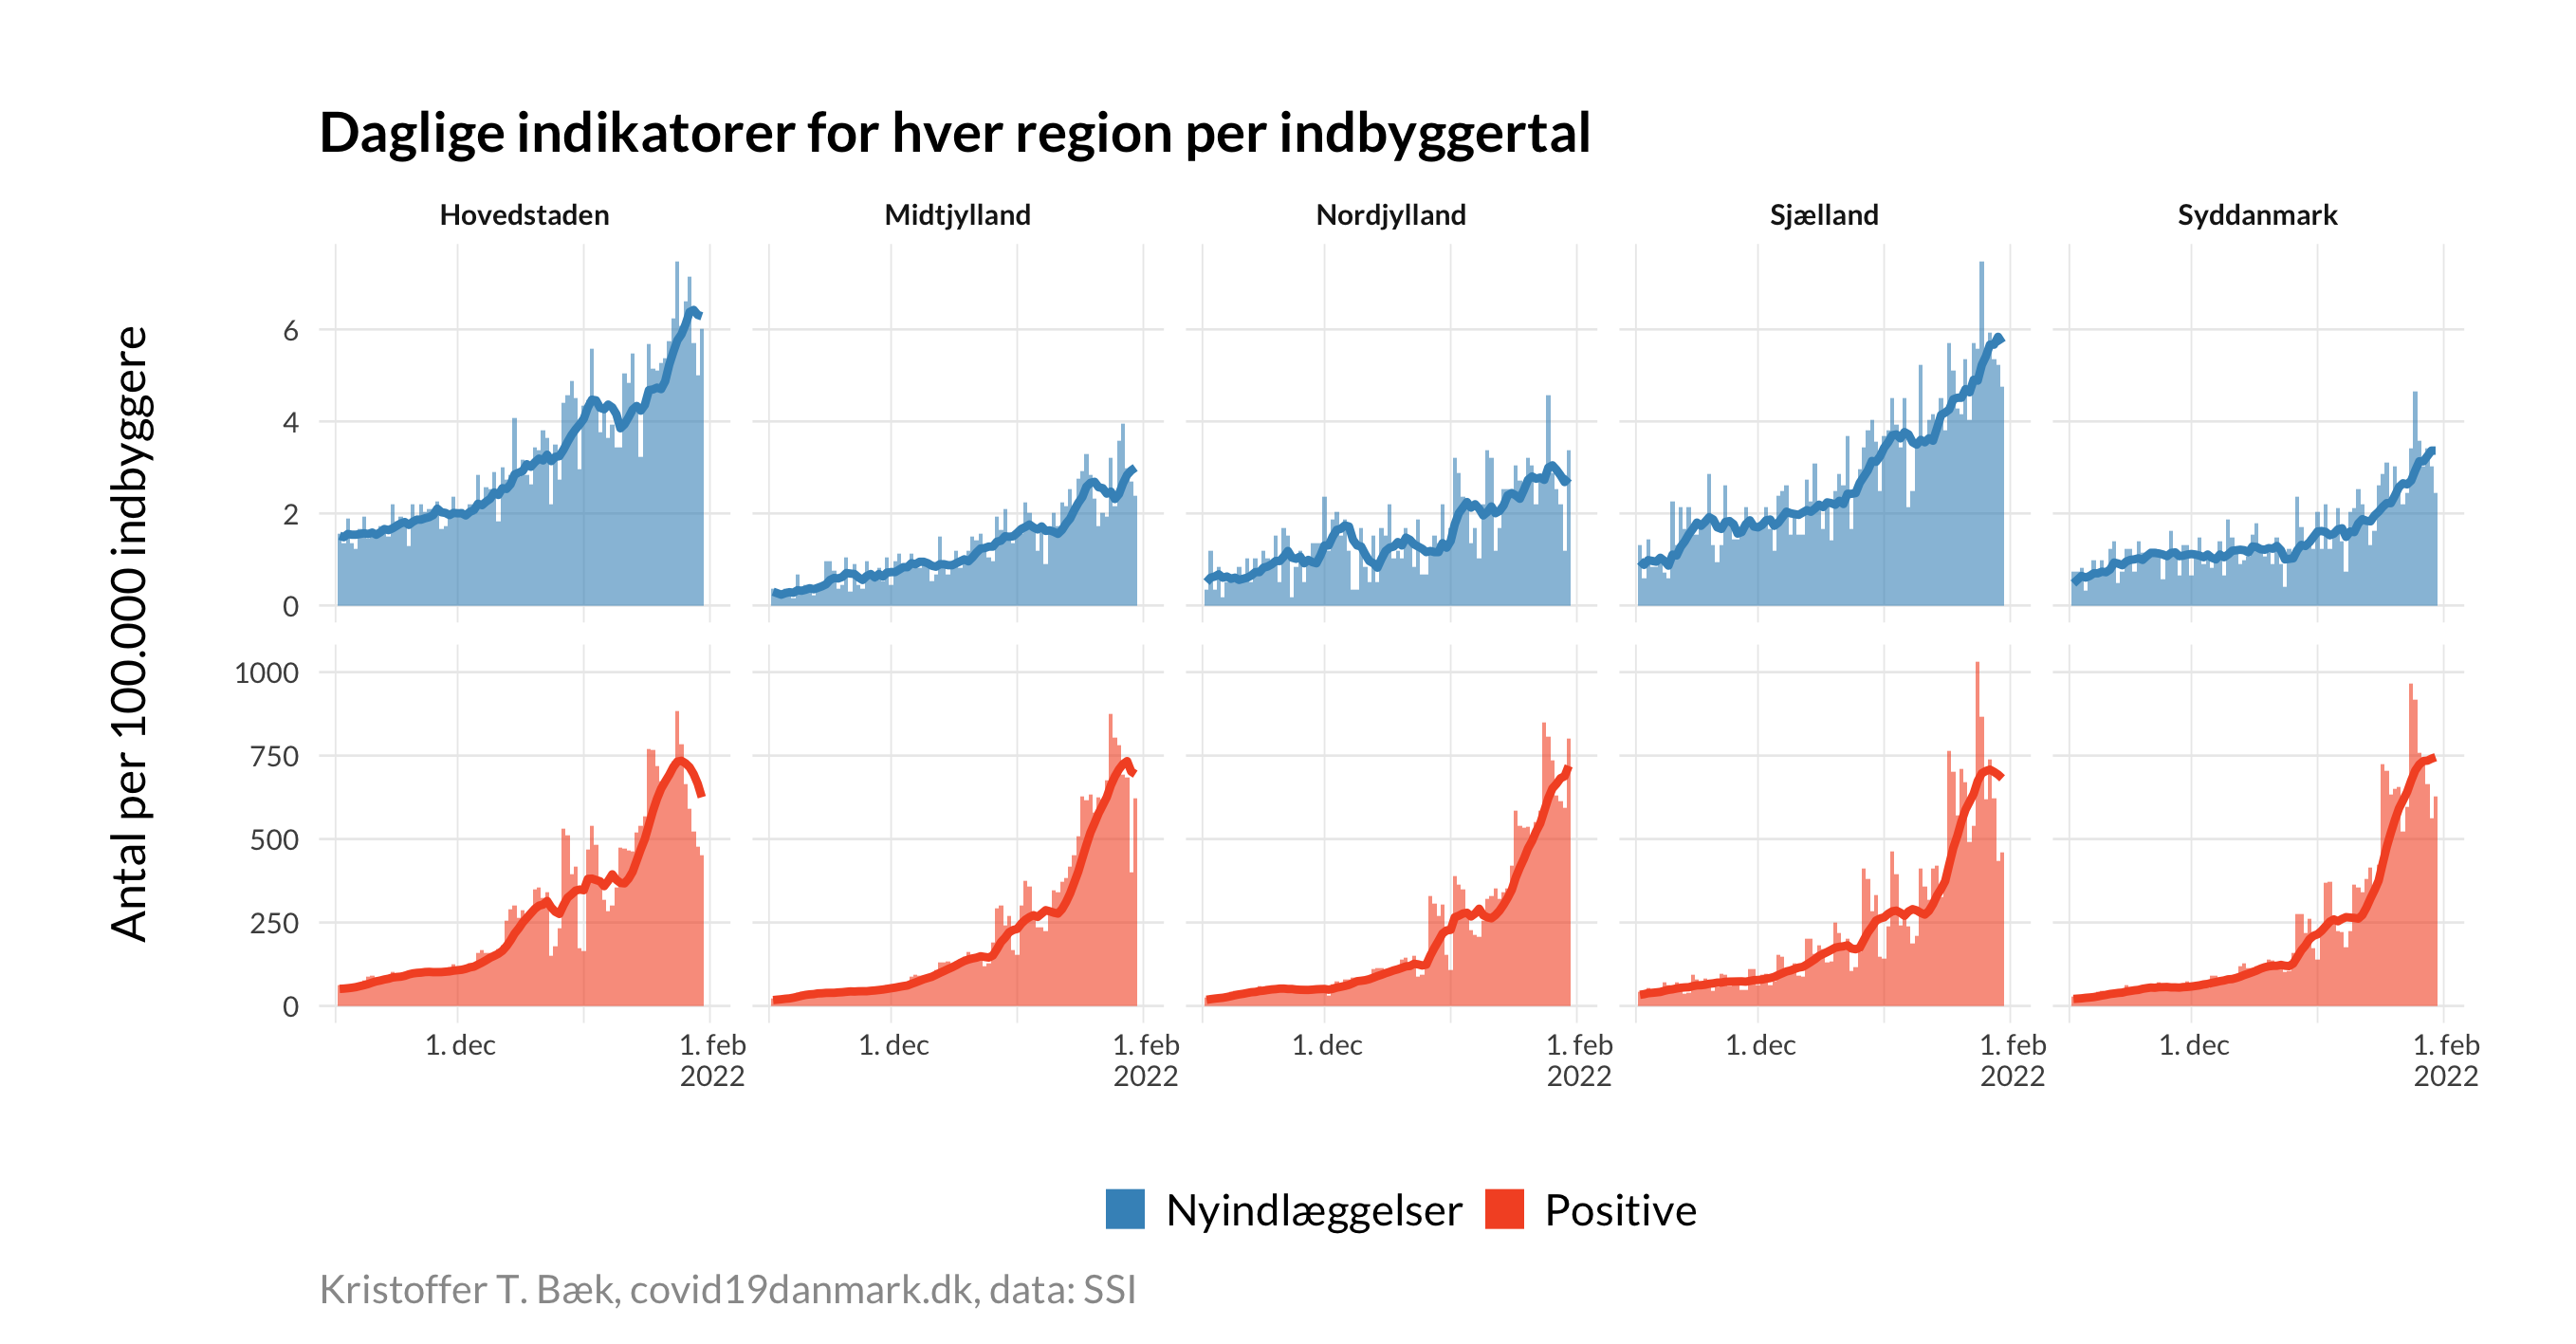 Daglige indikatorer for hver region per indbyggertal
Hovedstaden Midtjylland Nordjylland Sjælland Syddanmark
Antal per 100.000 indbyggere
6
4
2
0
1000
750
500
250
0
1. dec 1. feb 1. dec 1. feb 1. dec 1. feb 1. dec 1. feb 1. dec 1. feb
2022 2022 2022 2022 2022
Nyindlæggelser Positive
Kristoffer T. Bæk, covid19danmark.dk, data: SSI